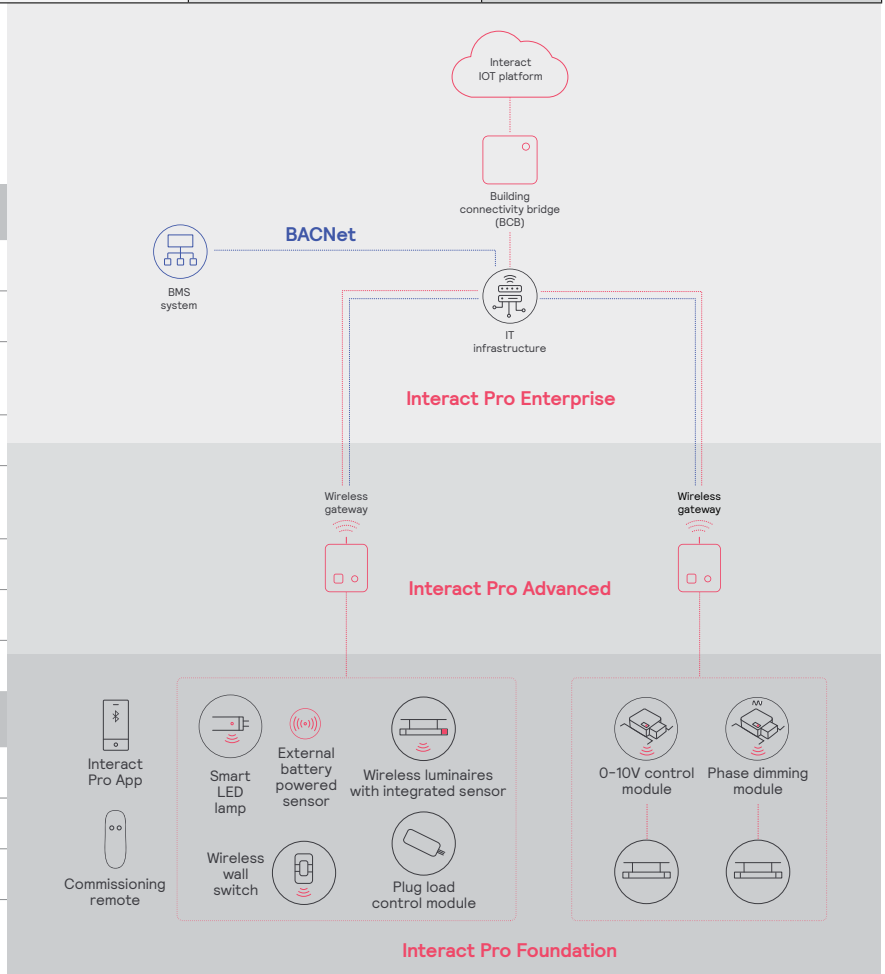 Interact
IOT platform
Building
connectivity bridge
(BCB)
BACNet
BMS
system
IT
infrastructure
Interact Pro Enterprise
Wireless
gateway
Wireless
gateway
Interact Pro Advanced
Interact
Pro App
Smart
LED
lamp
External
battery
powered
sensor
Wireless luminaires
with integrated sensor
0-10V control
module
Phase dimming
module
Commissioning
remote
Wireless
wall
switch
Plug load
control module
Interact Pro Foundation